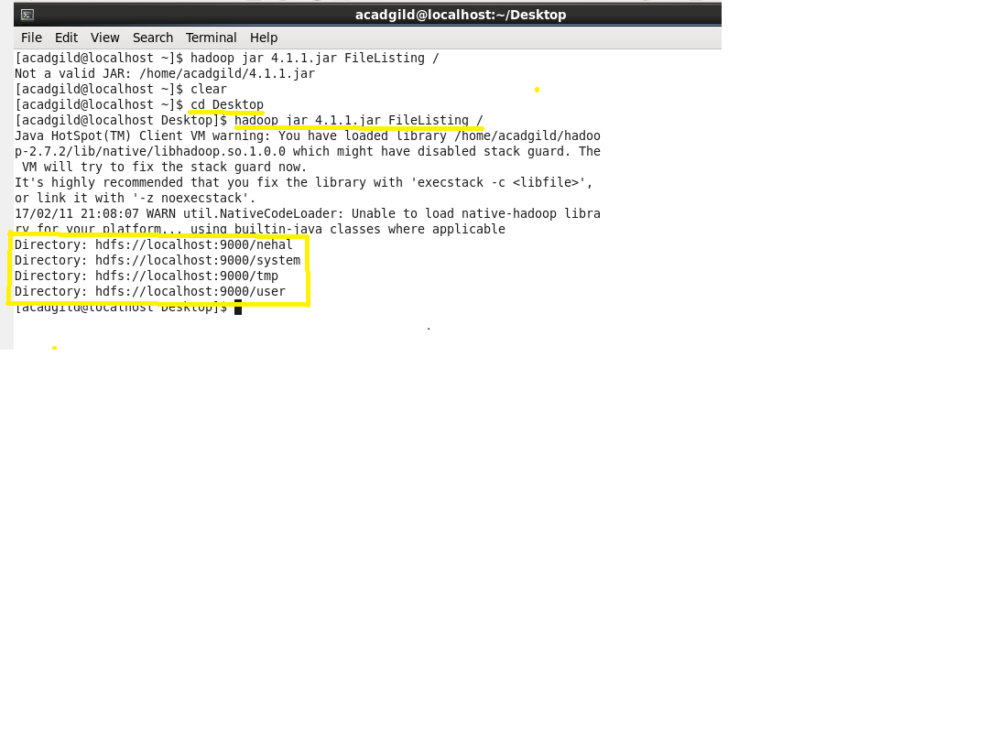 acadgild@localhost:~/Desktop
File Edit View Search Terminal Help
[acadgild@localhost ~]$ hadoop jar 4.1.1.jar FileListing /
Not a valid JAR: /home/acadgild/4.1.1.jar
[acadgild@localhost ~]$ clear
[acadgild@localhost ~]$ cd Desktop
[acadgild@localhost Desktop]$ hadoop jar 4.1.1.jar FileListing /
Java HotSpot(TM) Client VM warning: You have loaded library /home/acadgild/hadoo
p-2.7.2/lib/native/libhadoop.so.1.0.0 which might have disabled stack guard. The
 VM will try to fix the stack guard now.
It's highly recommended that you fix the library with 'execstack -c <libfile>',
or link it with '-z noexecstack'.
17/02/11 21:08:07 WARN util.NativeCodeLoader: Unable to load native-hadoop libra
ry for your platform... using builtin-java classes where applicable
Directory: hdfs://localhost:9000/nehal
Directory: hdfs://localhost:9000/system
Directory: hdfs://localhost:9000/tmp
Directory: hdfs://localhost:9000/user
[acadgild@localhost Desktop]$